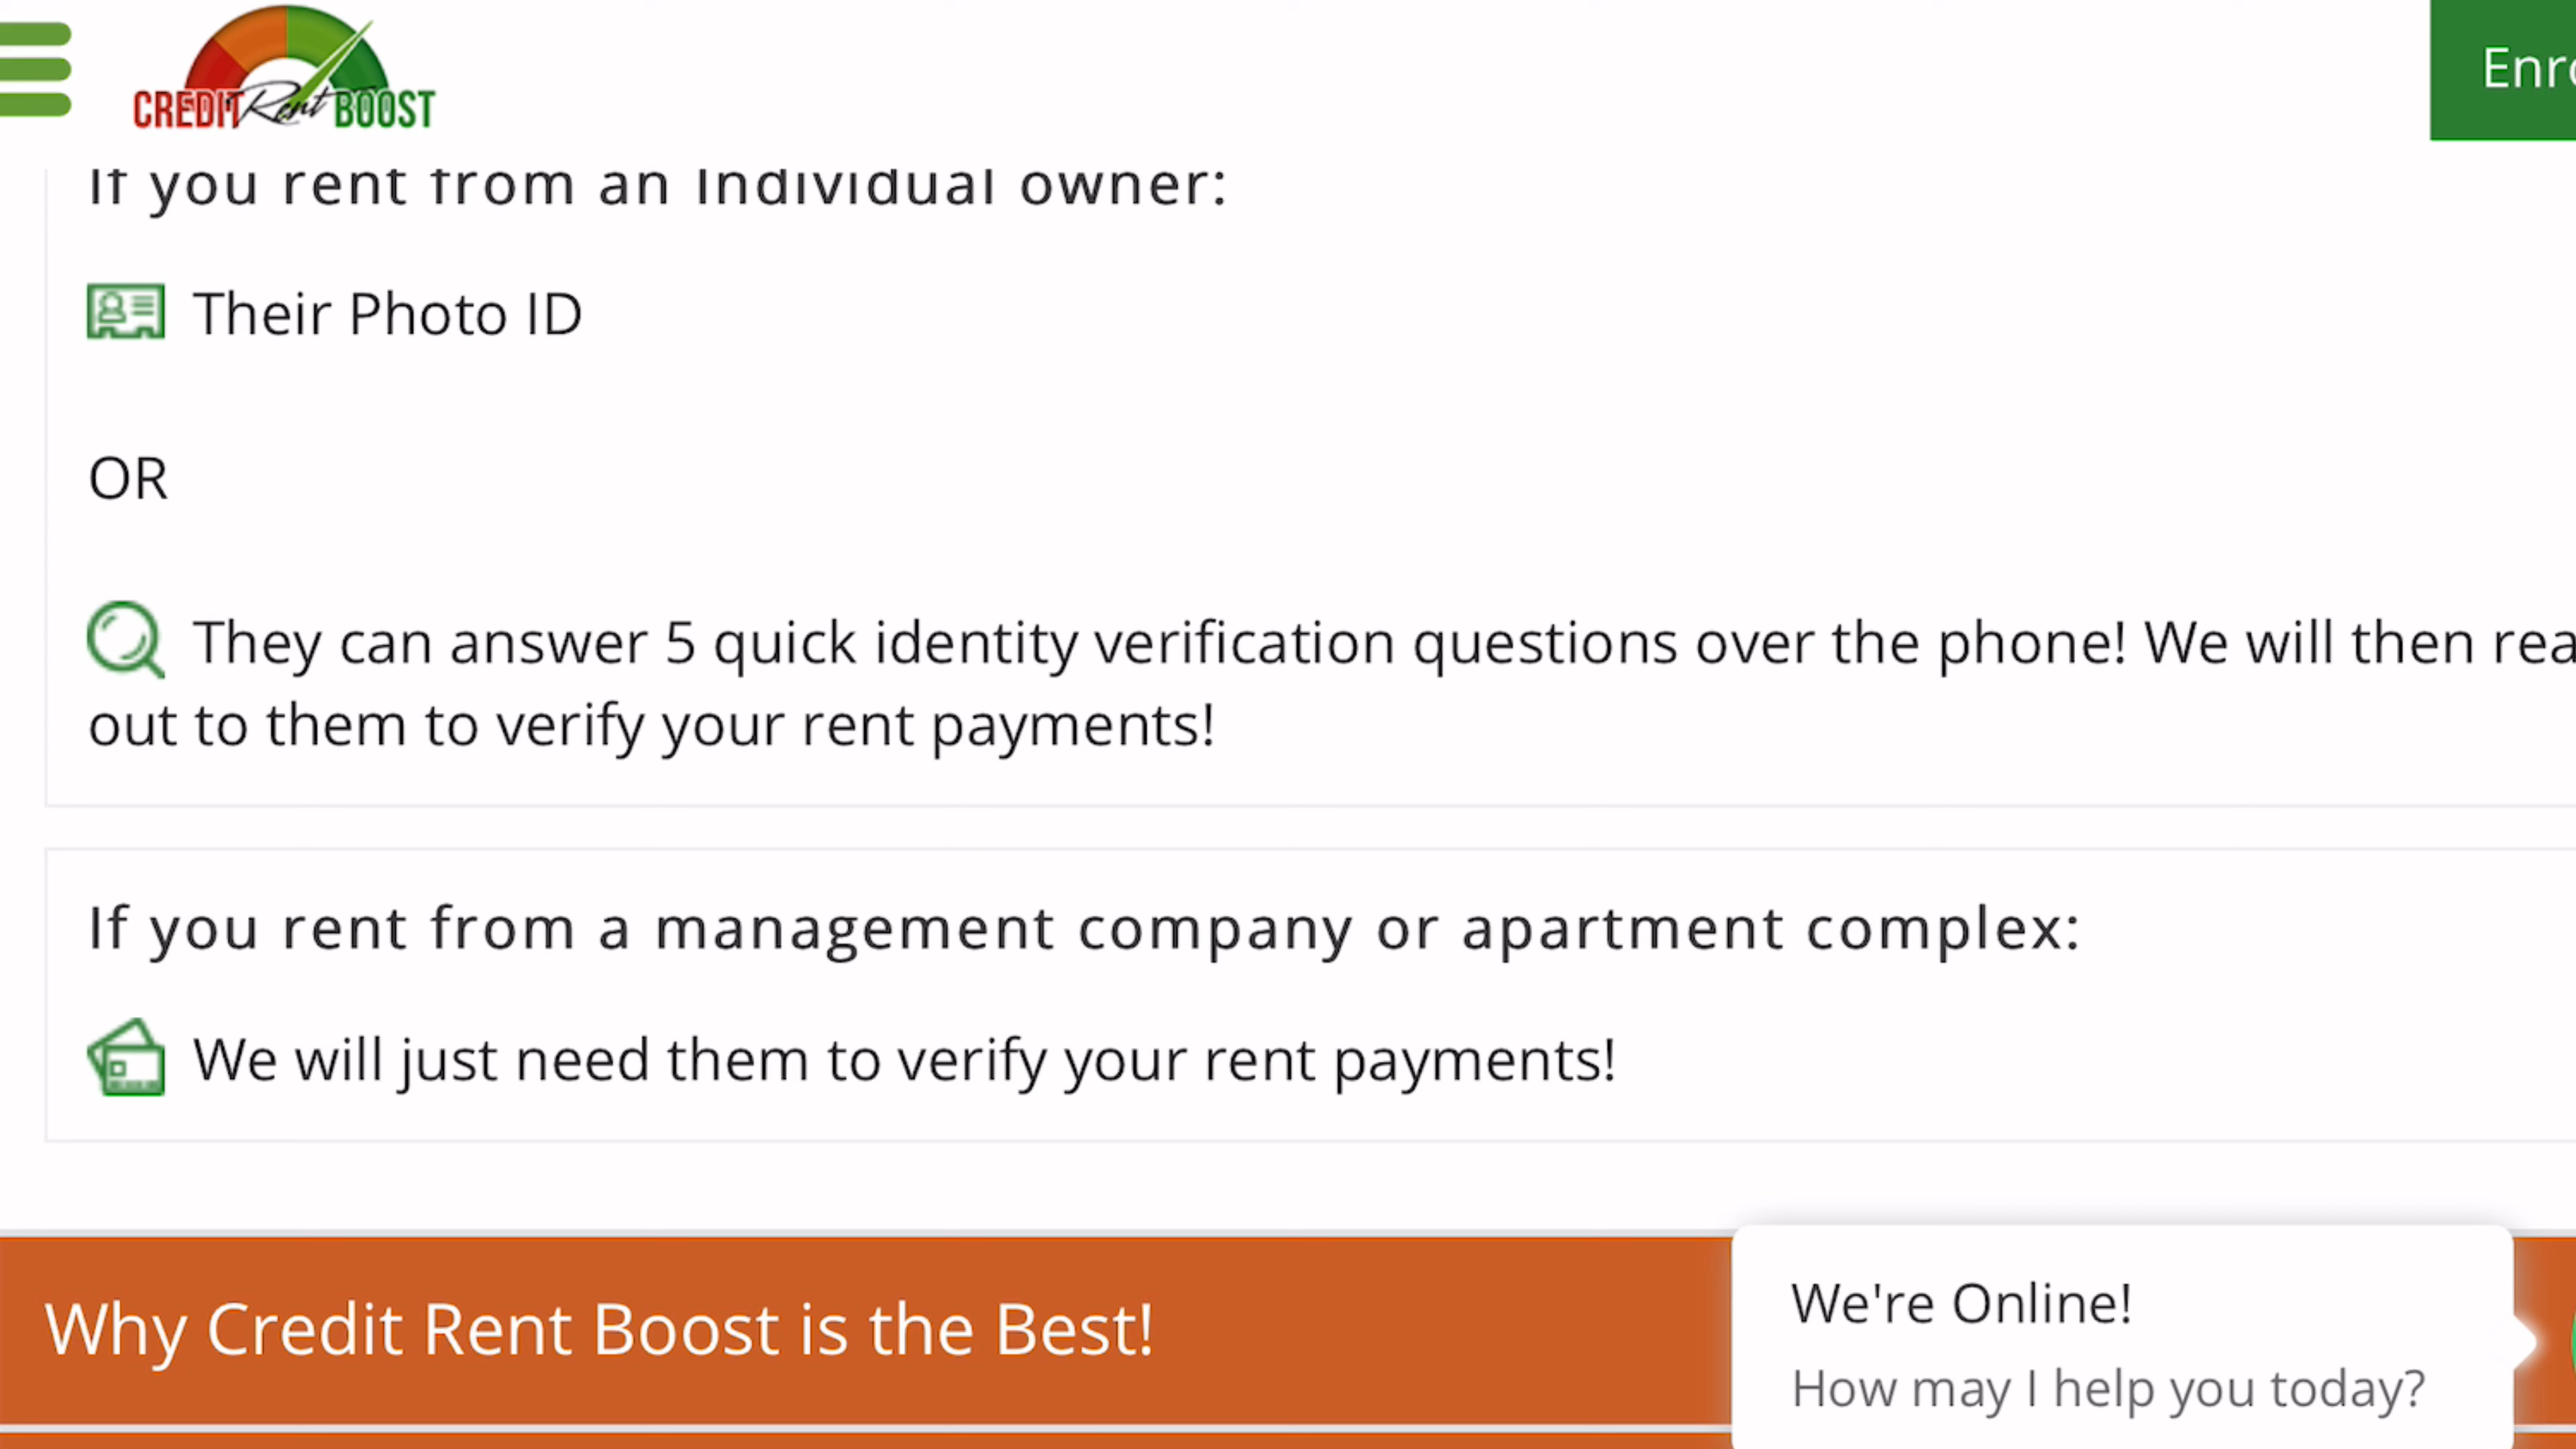 CREDIT Rent BOOST
If you rent from an Individual owner:
Their Photo ID
OR
They can answer 5 quick identity verification questions over the phone! We will then
out to them to verify your rent payments!
If you rent from a management company or apartment complex:
We will just need them to verify your rent payments!
Why Credit Rent Boost is the Best!
We're Online!
How may I help you today?